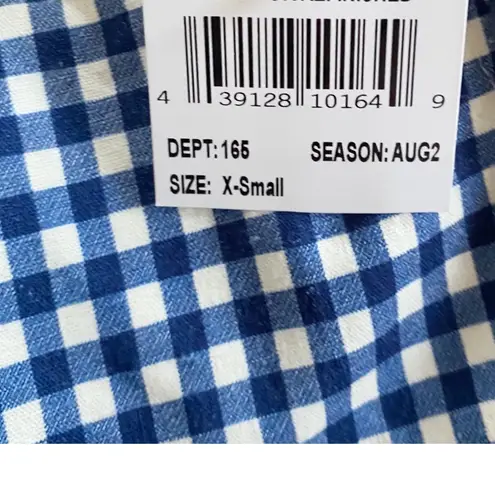 4 39128 10164 9
DEPT: 165 SEASON: AUG2
SIZE: X-Small